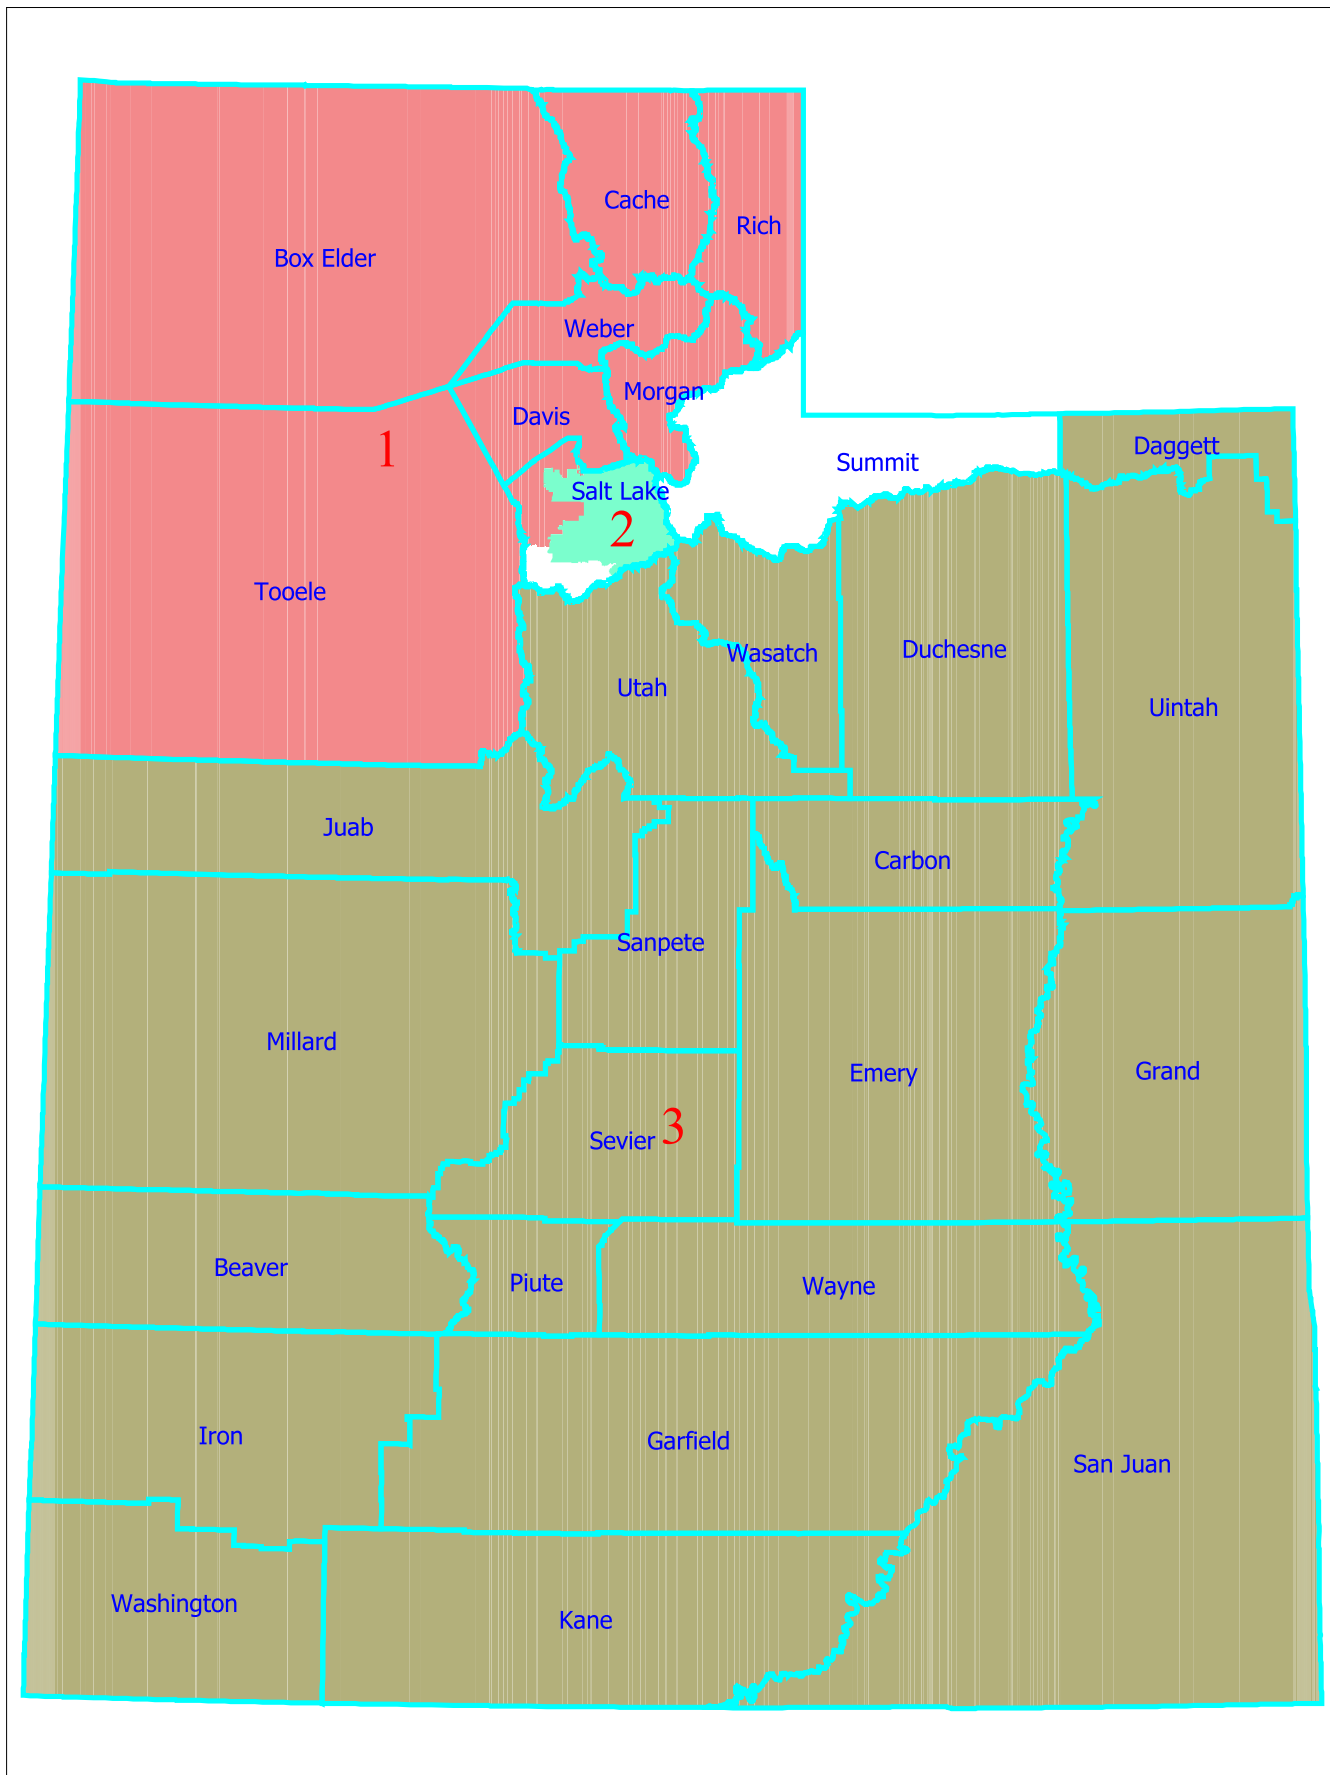 Cache
Rich
Box Elder
Weber
Morgan
Davis
1
Daggett
Summit
Salt Lake
2
Tooele
Wasatch
Duchesne
Utah
Uintah
Juab
Carbon
Sanpete
Millard
Emery
Grand
Sevier
3
Beaver
Piute
Wayne
Iron
Garfield
San Juan
Washington
Kane